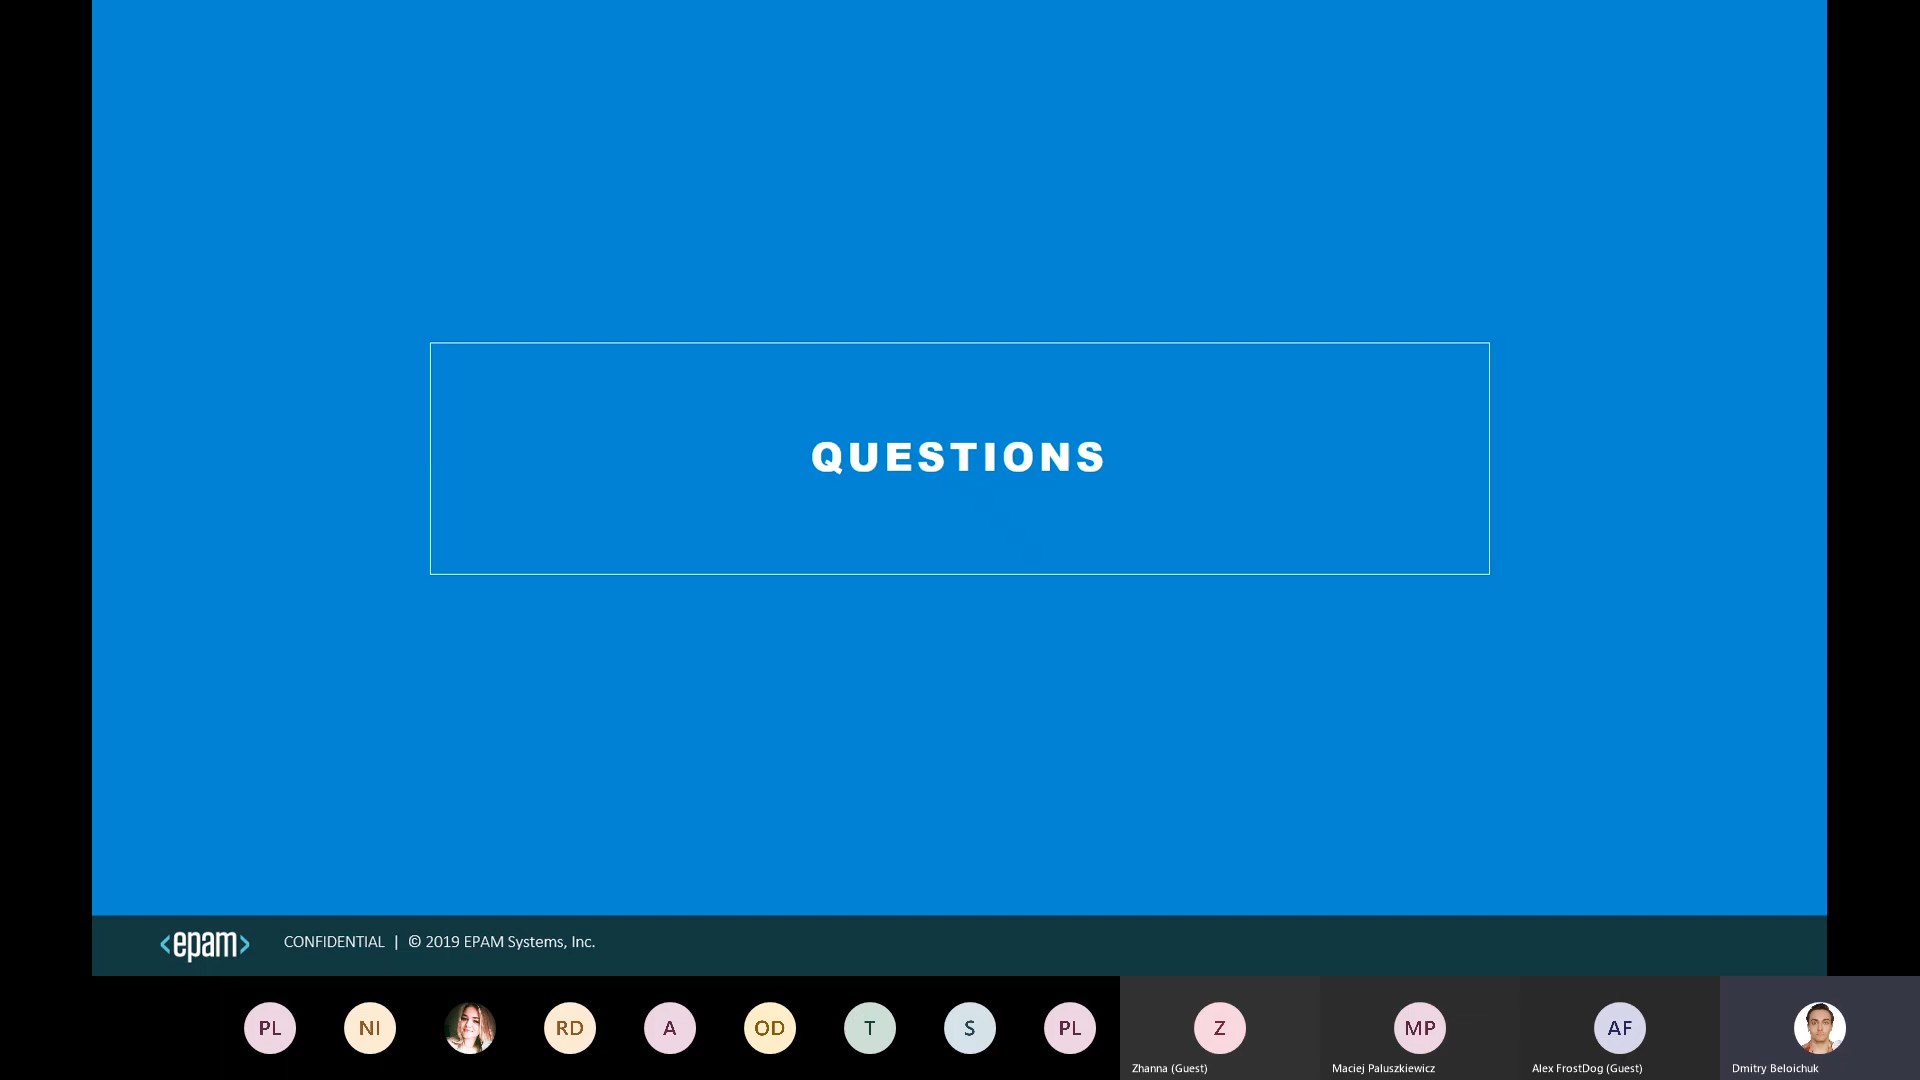 QUESTIONS
<epam> CONFIDENTIAL | © 2019 EPAM Systems, Inc.
PL NI RD A OD T S PL Z MP AF
Zhanna (Guest) Maciej Paluszkiewicz Alex FrostDog (Guest) Dmitry Beloichuk